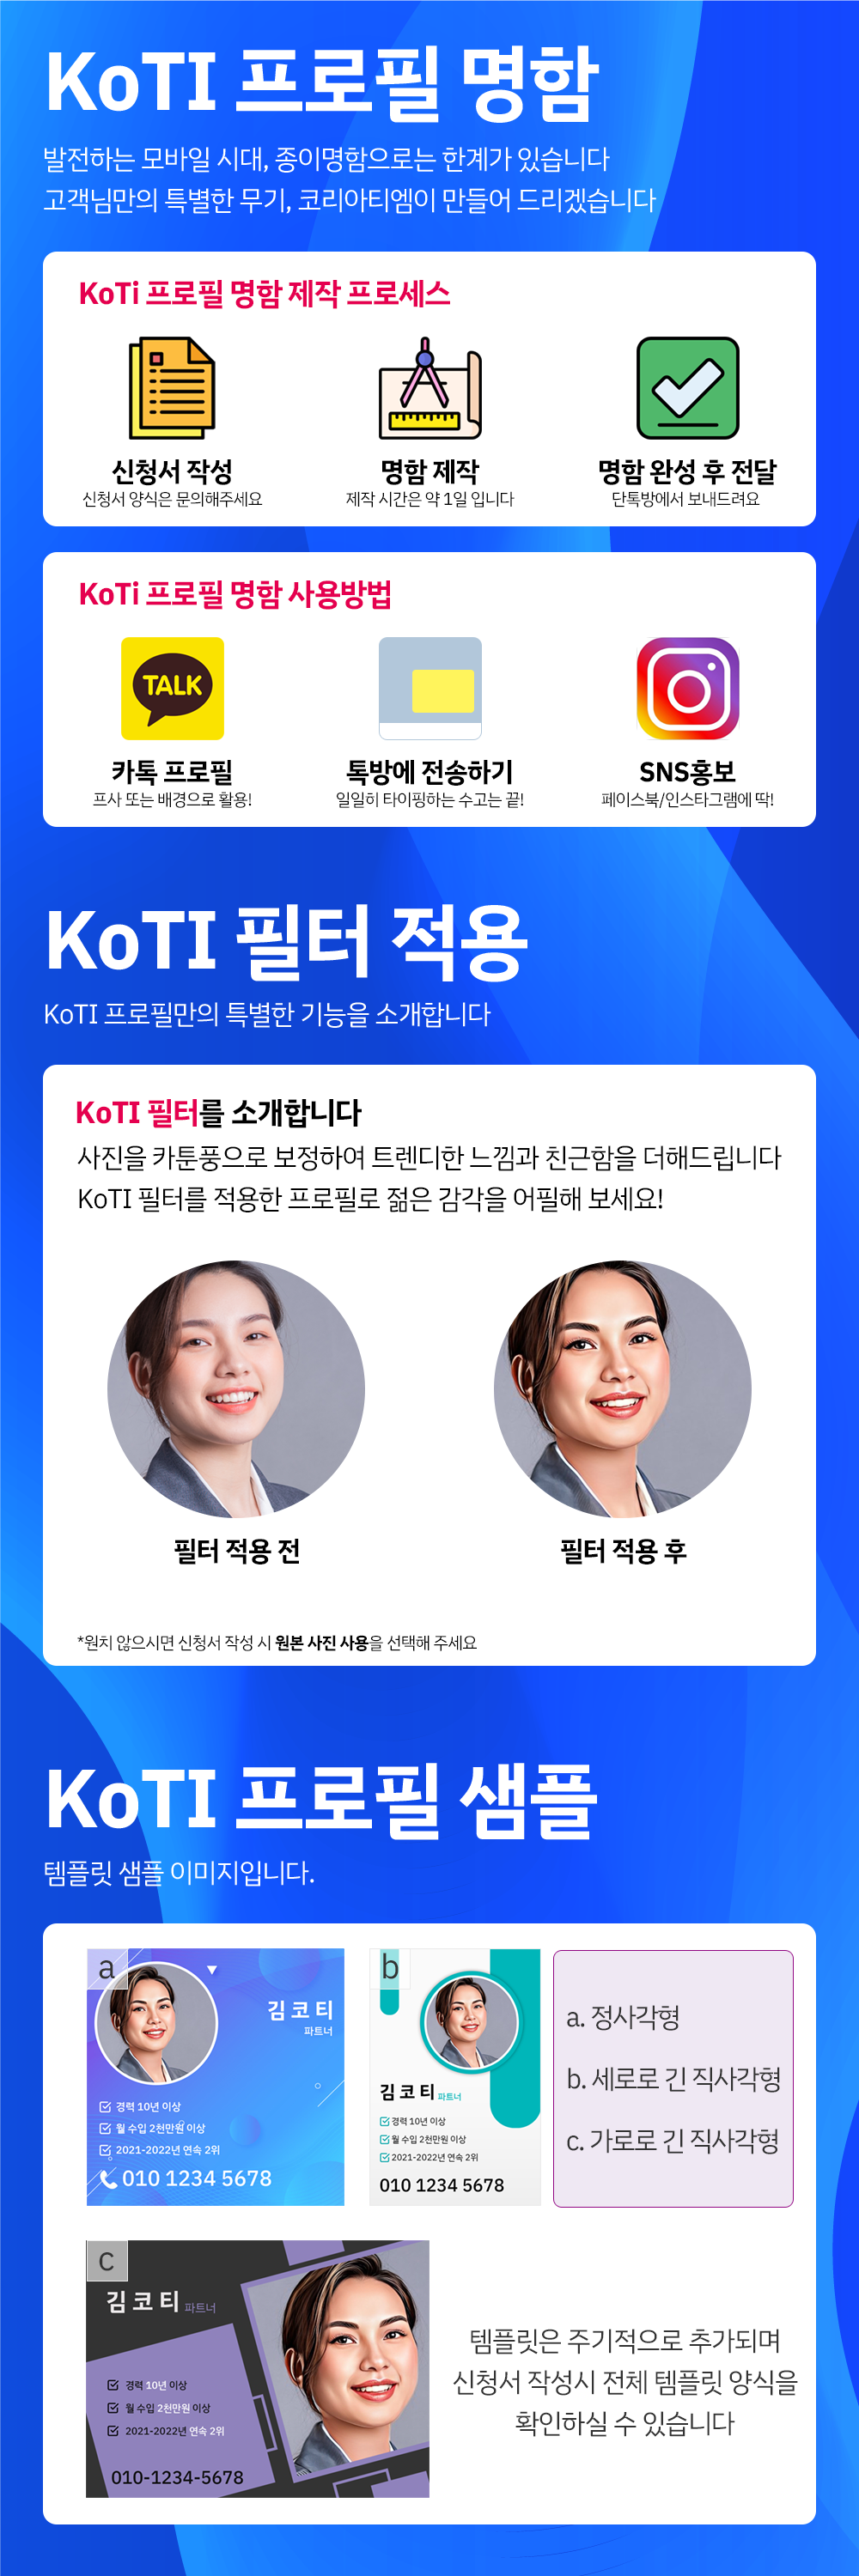 KoTI 프로필 명함
발전하는 모바일 시대, 종이명함으로는 한계가 있습니다
고객님만의 특별한 무기, 코리아티엠이 만들어 드리겠습니다
KoTi 프로필 명함 제작 프로세스
신청서 작성
신청서 양식은 문의해주세요
명함 제작
제작 시간은 약 1일 입니다
명함 완성 후 전달
단톡방에서 보내드려요
KoTi 프로필 명함 사용방법
TALK
카톡 프로필
프사 또는 배경으로 활용!
톡방에 전송하기
일일히 타이핑하는 수고는 끝!
SNS홍보
페이스북/인스타그램에 딱!
KoTI 필터 적용
KoTI 프로필만의 특별한 기능을 소개합니다
KoTI 필터를 소개합니다
사진을 카툰풍으로 보정하여 트렌디한 느낌과 친근함을 더해드립니다
KoTI 필터를 적용한 프로필로 젊은 감각을 어필해 보세요!
필터 적용 전
필터 적용 후
*원치 않으시면 신청서 작성 시 원본 사진 사용을 선택해 주세요
KoTI 프로필 샘플
템플릿 샘플 이미지입니다.
a
김 코 티
파트너
경력 10년 이상
월 수입 2천만원 이상
2021-2022년 연속 2위
010 1234 5678
b
김 코 티 파트너
경력 10년 이상
월 수입 2천만원 이상
2021-2022년 연속 2위
010 1234 5678
a. 정사각형
b. 세로로 긴 직사각형
c. 가로로 긴 직사각형
c
김 코 티 파트너
경력 10년 이상
월 수입 2천만원 이상
2021-2022년 연속 2위
010-1234-5678
템플릿은 주기적으로 추가되며
신청서 작성시 전체 템플릿 양식을
확인하실 수 있습니다